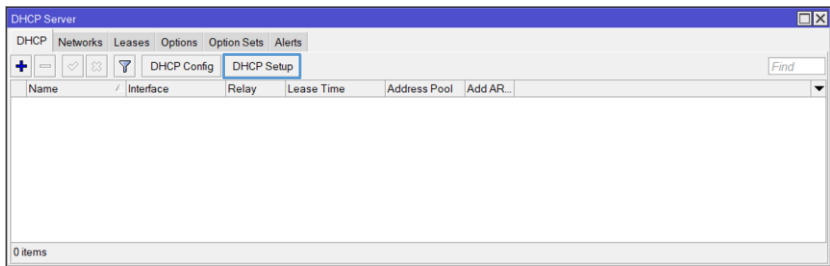 DHCP Server
DHCP Networks Leases Options Option Sets Alerts
DHCP Config DHCP Setup Find
Name Interface Relay Lease Time Address Pool Add AR...
0 items